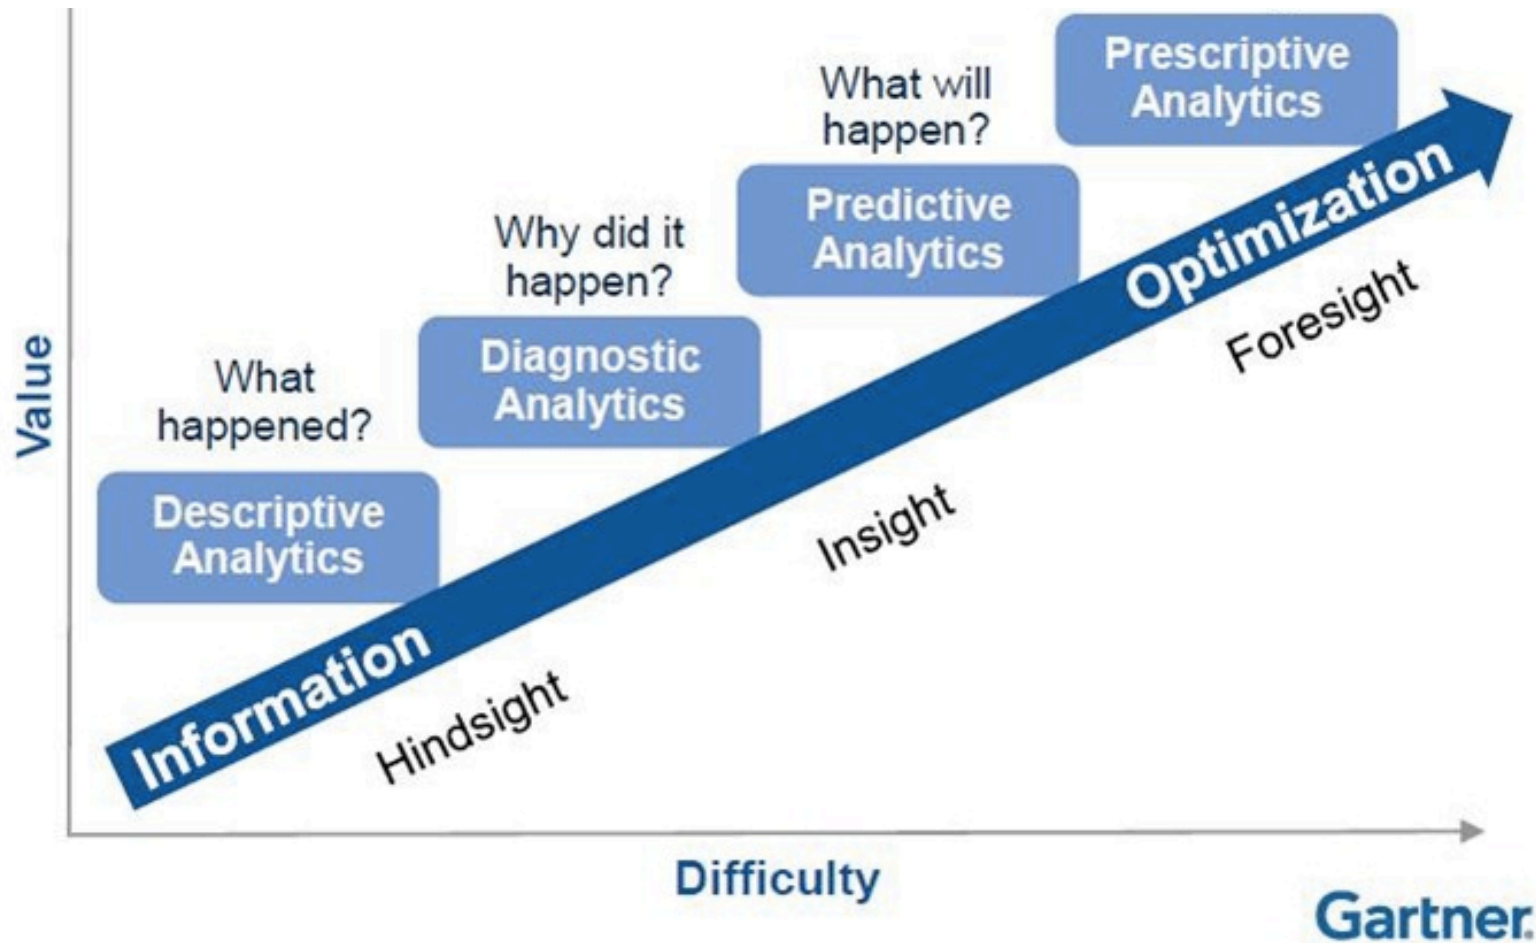 Prescriptive
Analytics
What will
happen?
Predictive
Analytics
Why did it
happen?
Diagnostic
Analytics
What
happened?
Descriptive
Analytics
Value
Information
Optimization
Hindsight
Insight
Foresight
Difficulty
Gartner.